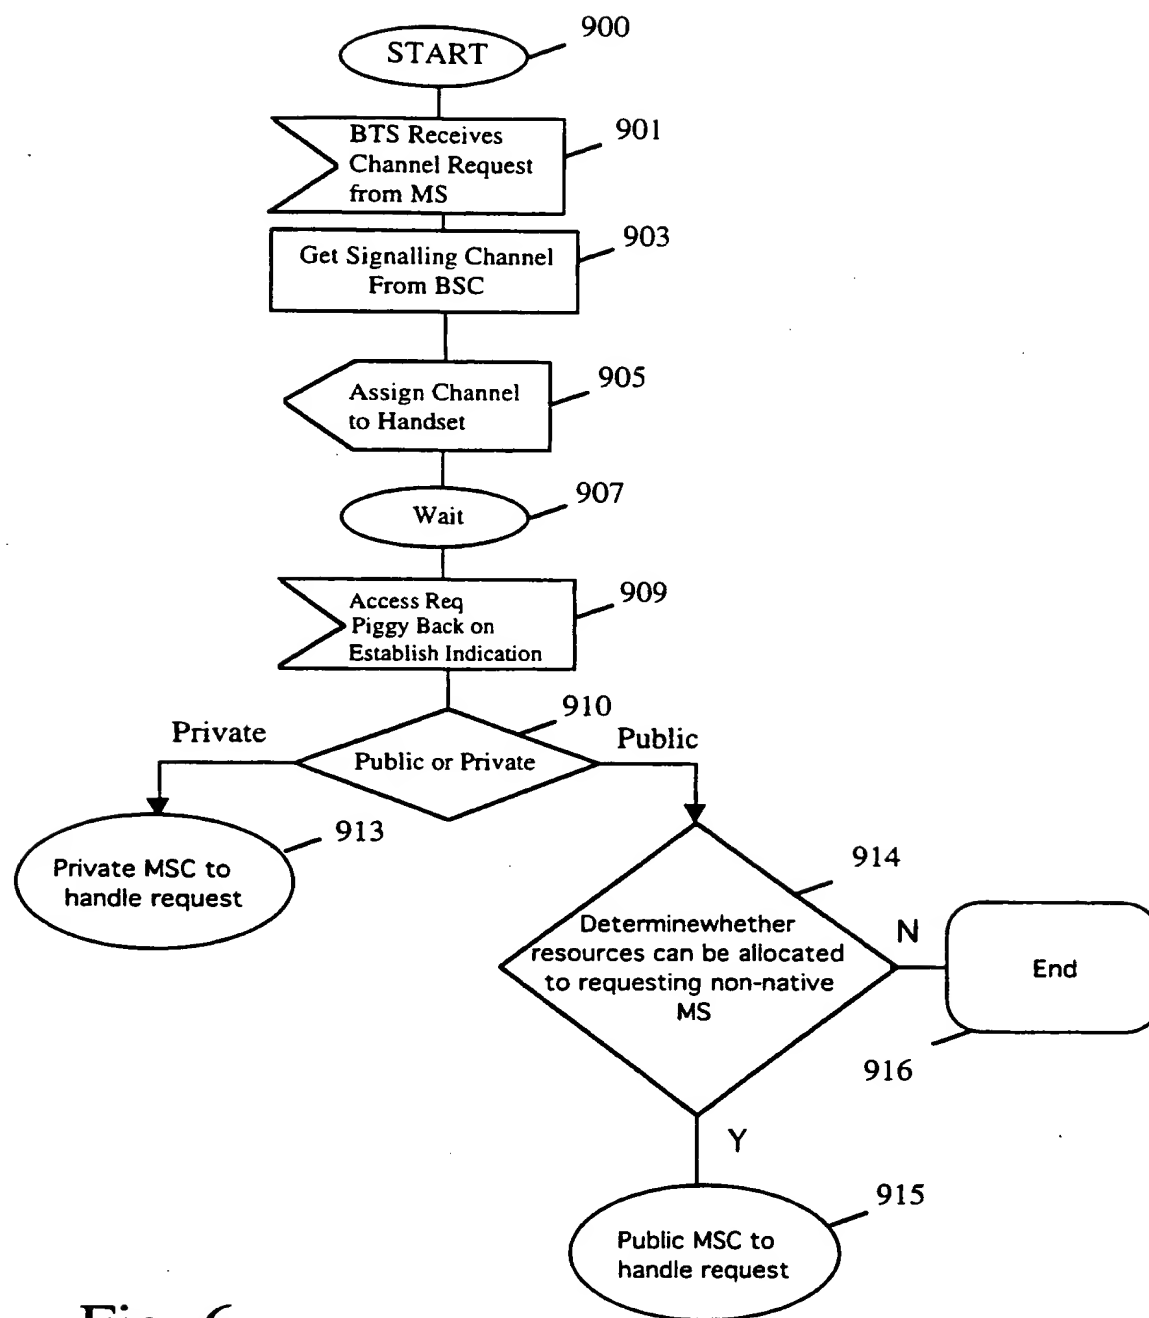 900
START
BTS Receives
Channel Request
from MS
901
903
Get Signalling Channel
From BSC
905
Assign Channel
to Handset
907
Wait
909
Access Req
Piggy Back on
Establish Indication
910
Private
Public
Public or Private
913
Private MSC to
handle request
914
Determinewhether
resources can be allocated
to requesting non-native
MS
N
End
916
Y
915
Public MSC to
handle request
Fig. 6